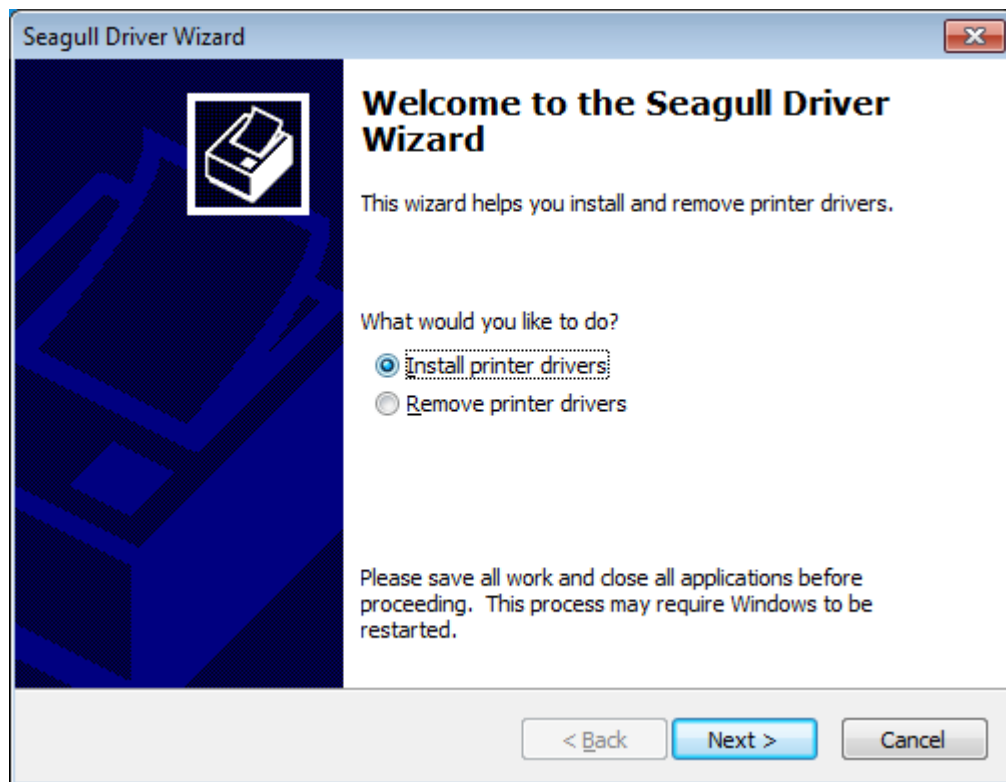 Seagull Driver Wizard
Welcome to the Seagull Driver
Wizard
This wizard helps you install and remove printer drivers.
What would you like to do?
Install printer drivers
Remove printer drivers
Please save all work and close all applications before
proceeding.  This process may require Windows to be
restarted.
< Back
Next >
Cancel